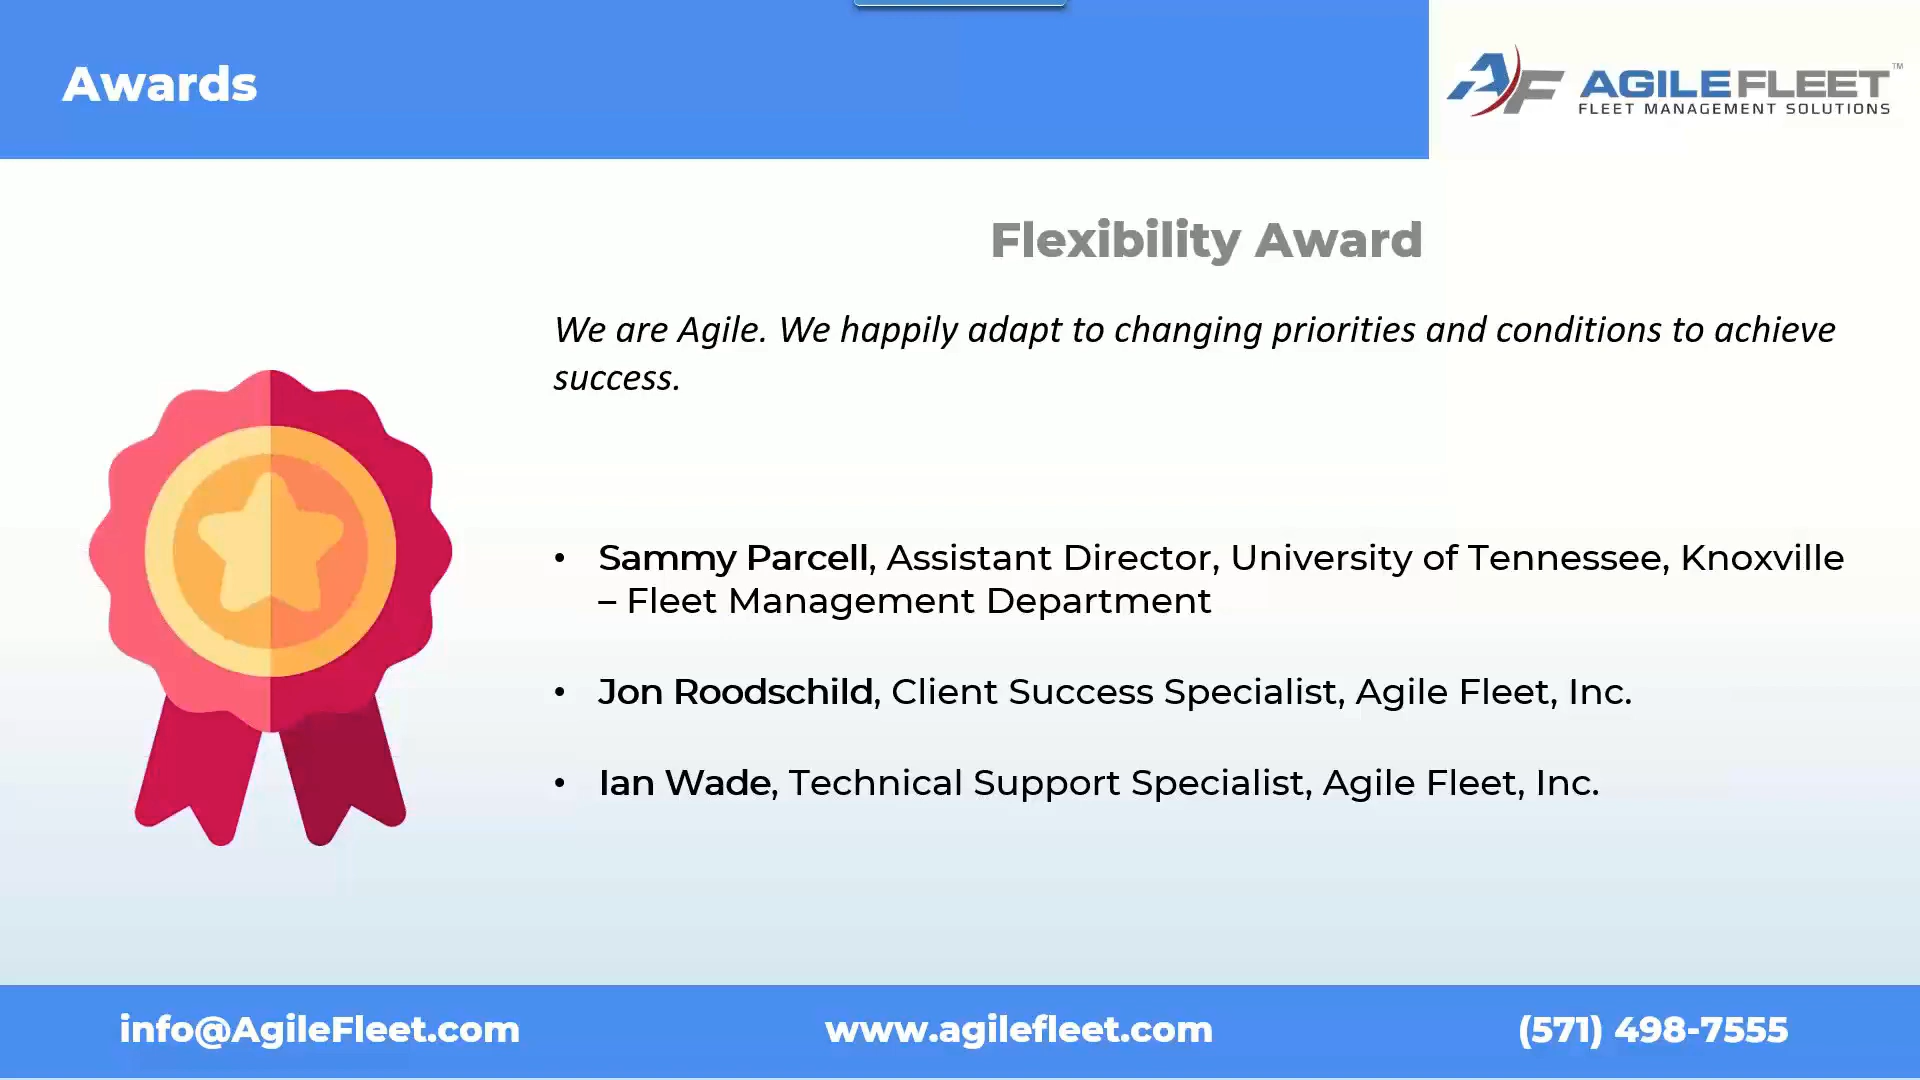 Awards
AGILEFLEET™
FLEET MANAGEMENT SOLUTIONS
Flexibility Award
We are Agile. We happily adapt to changing priorities and conditions to achieve
success.
• Sammy Parcell, Assistant Director, University of Tennessee, Knoxville
– Fleet Management Department
• Jon Roodschild, Client Success Specialist, Agile Fleet, Inc.
• Ian Wade, Technical Support Specialist, Agile Fleet, Inc.
info@AgileFleet.com
www.agilefleet.com
(571) 498-7555